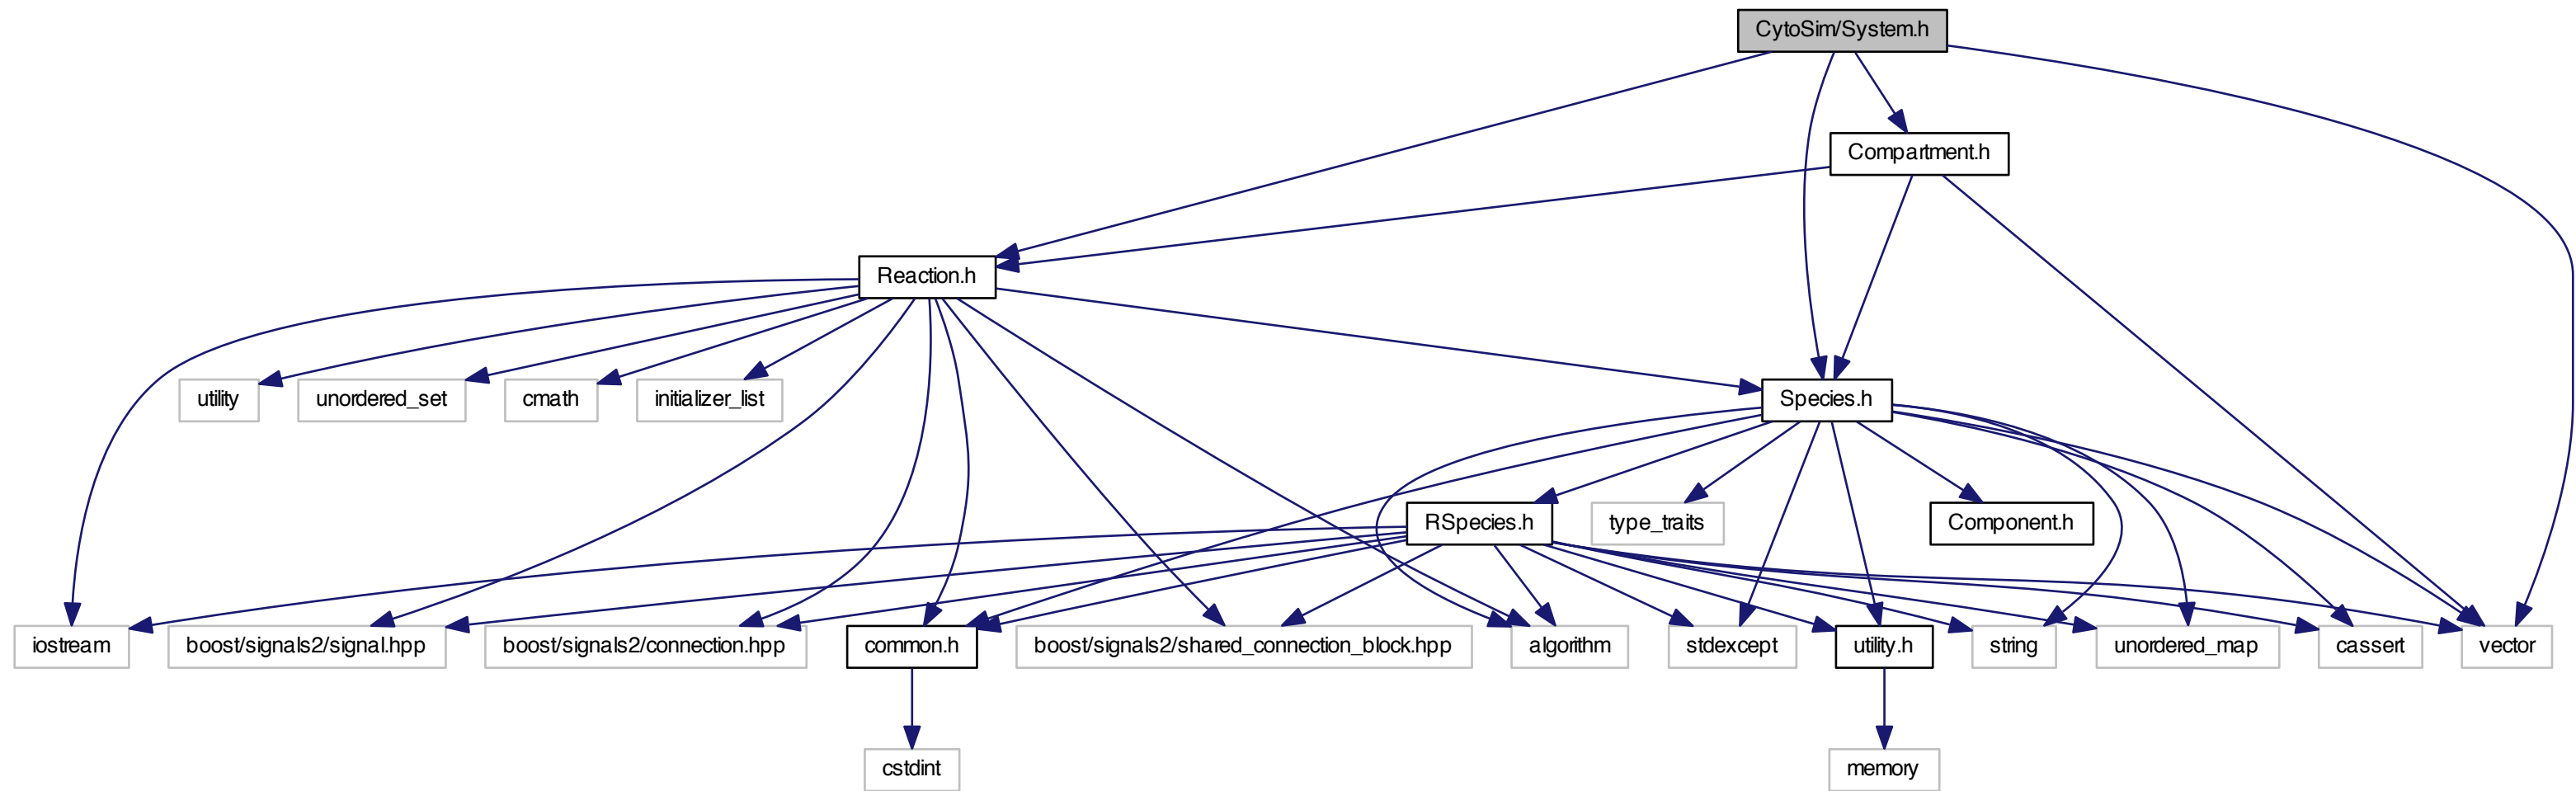 CytoSim/System.h
Compartment.h
Reaction.h
utility
unordered_set
cmath
initializer_list
Species.h
RSpecies.h
type_traits
Component.h
iostream
boost/signals2/signal.hpp
boost/signals2/connection.hpp
common.h
boost/signals2/shared_connection_block.hpp
algorithm
stdexcept
utility.h
string
unordered_map
cassert
vector
cstdint
memory